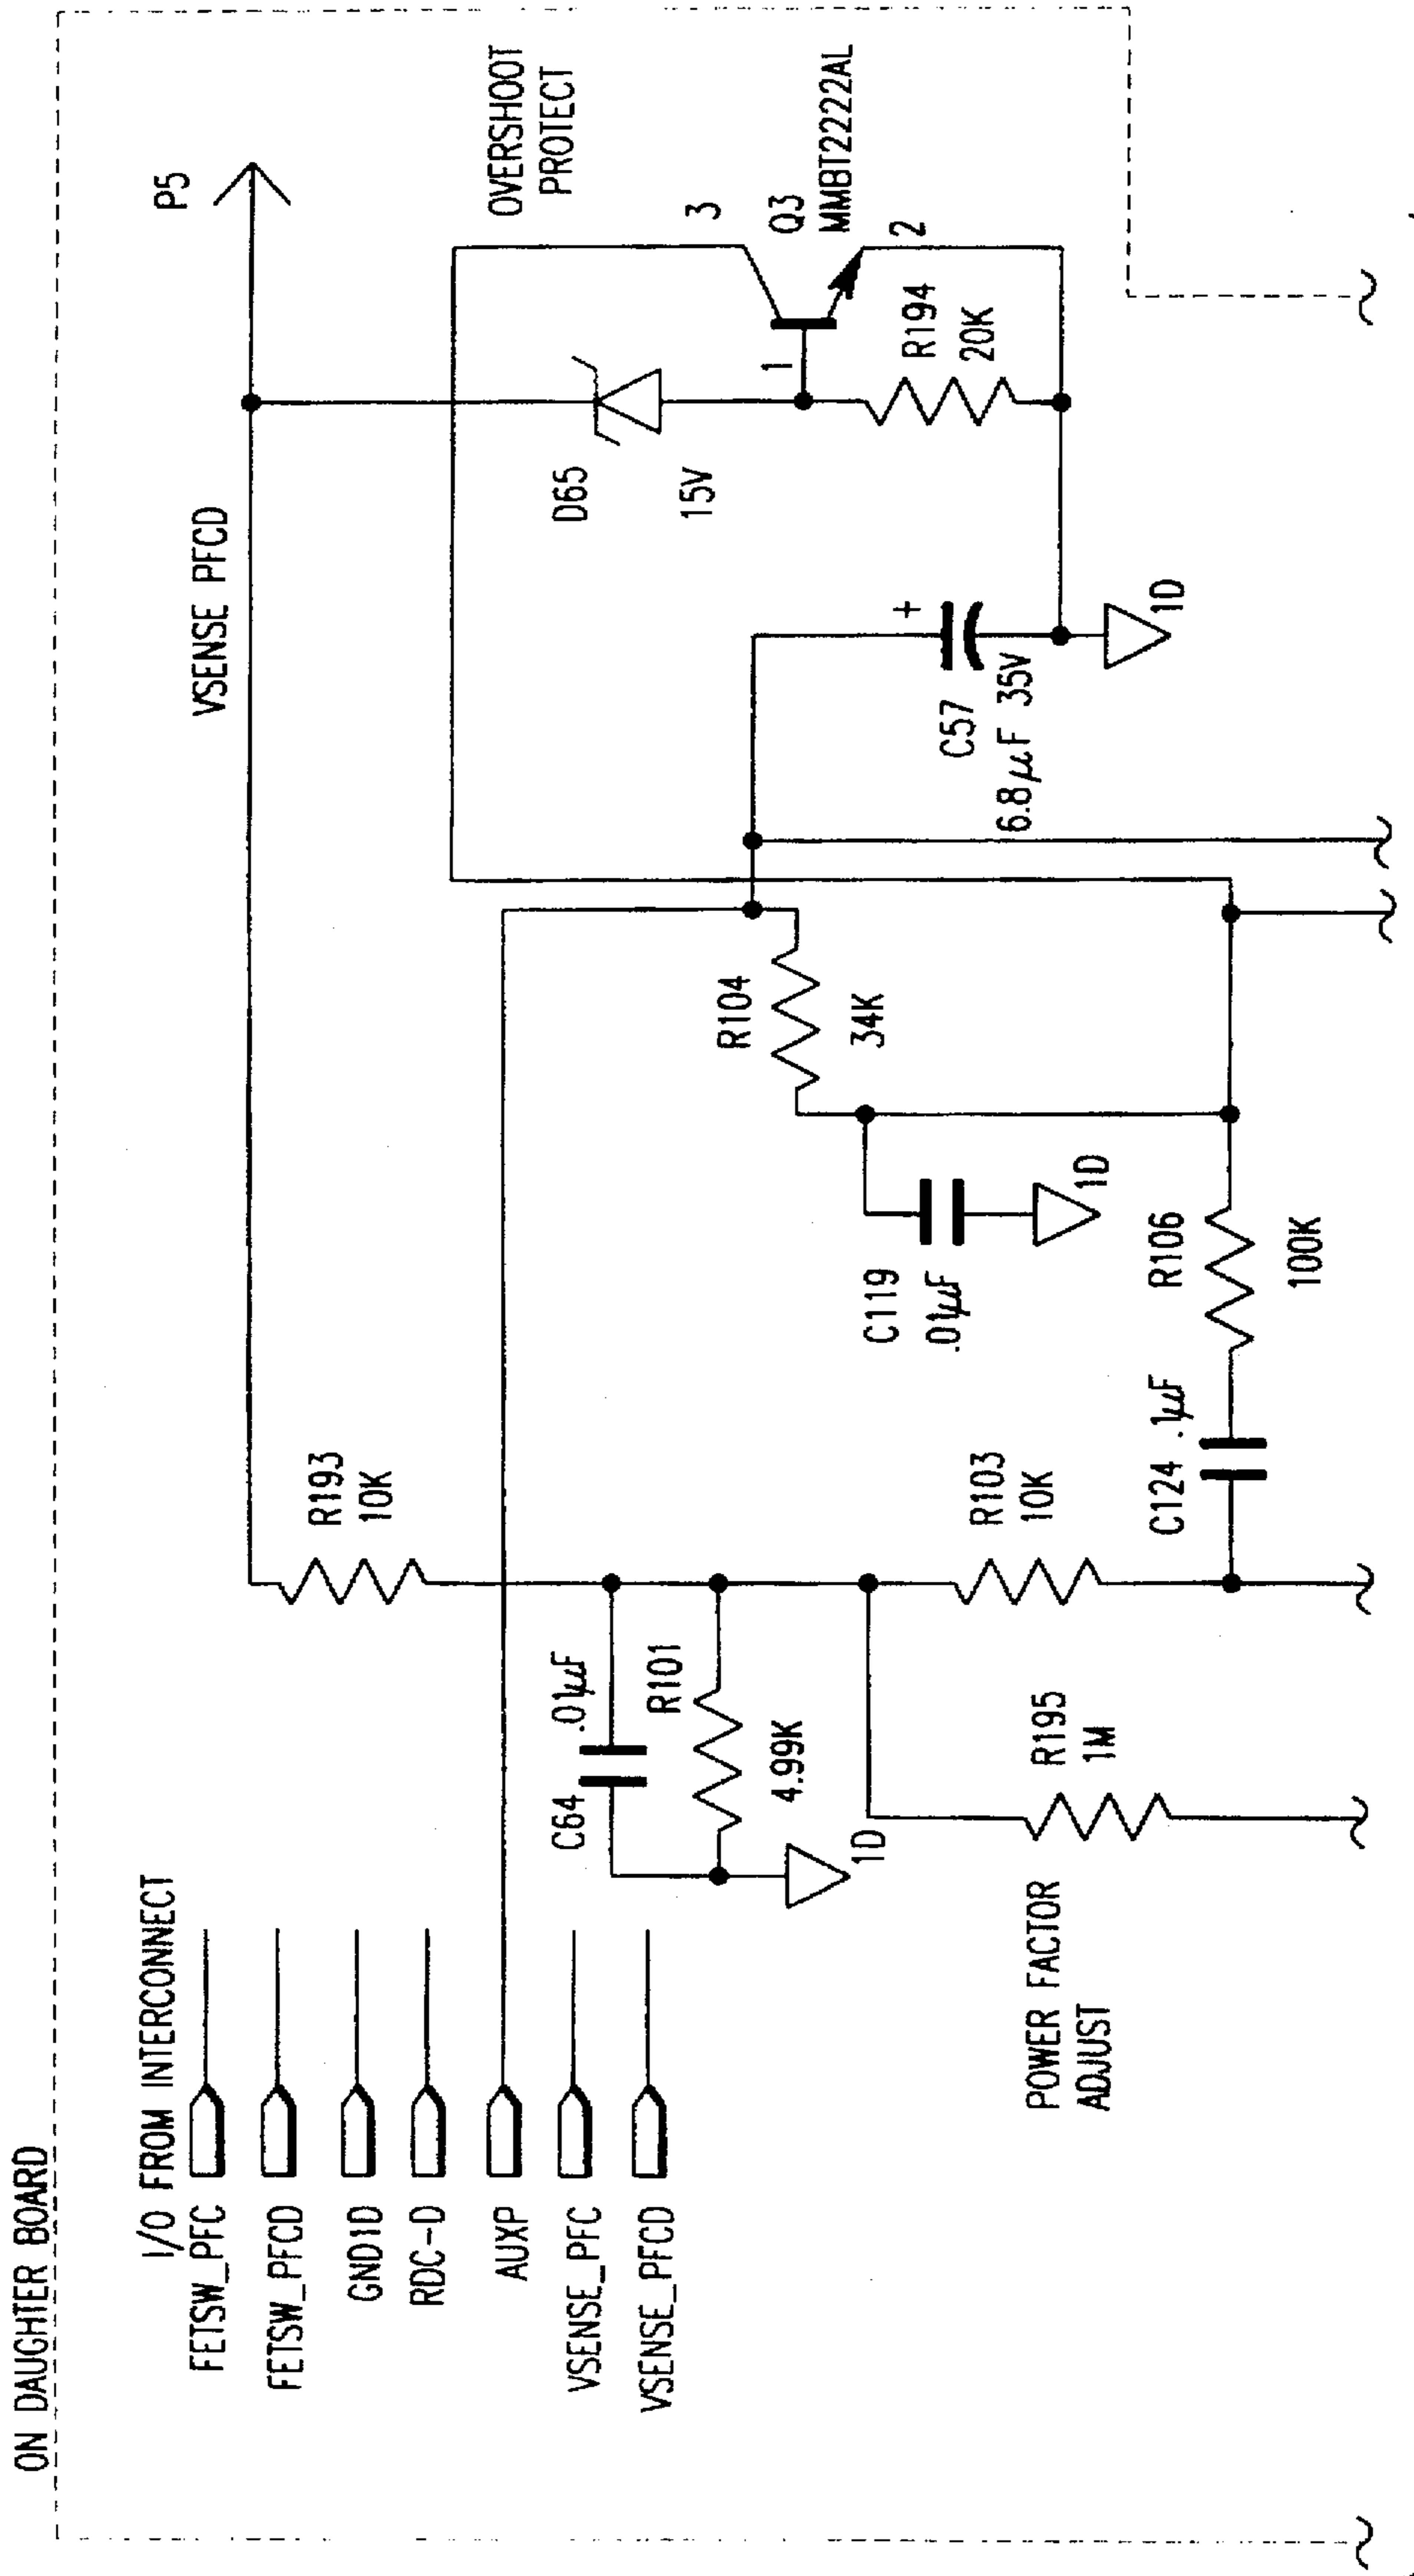 ON DAUGHTER BOARD
I/O FROM INTERCONNECT
FETSW_PFC
FETSW_PFCD
GND1D
RDC-D
AUXP
VSENSE_PFC
VSENSE_PFCD
POWER FACTOR
ADJUST
R195
1M
C64
.01µF
R101
4.99K
1D
R193
10K
R103
10K
C124
.1µF
R106
100K
C119
.01µF
1D
R104
34K
VSENSE PFCD
P5
C57
6.8µF 35V
+
1D
D65
15V
OVERSHOOT
PROTECT
3
Q3
MMBT2222AL
1
2
R194
20K